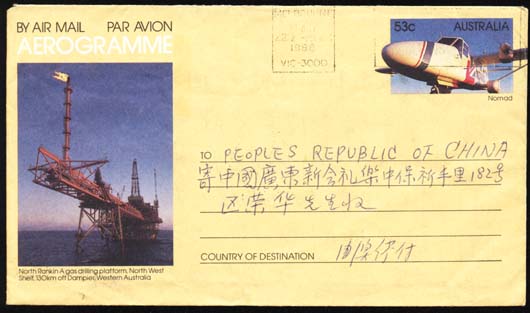 BY AIR MAIL PAR AVION
AEROGRAMME
MELBOURNE
1986
VIC-3000
53c AUSTRALIA
Nomad
TO PEOPLES REPUBLIC OF CHINA
寄中國廣東新会礼樂中保新手里182号
区荣华先生收
COUNTRY OF DESTINATION
North Rankin A gas drilling platform, North West
Shelf, 130km off Dampier, Western Australia